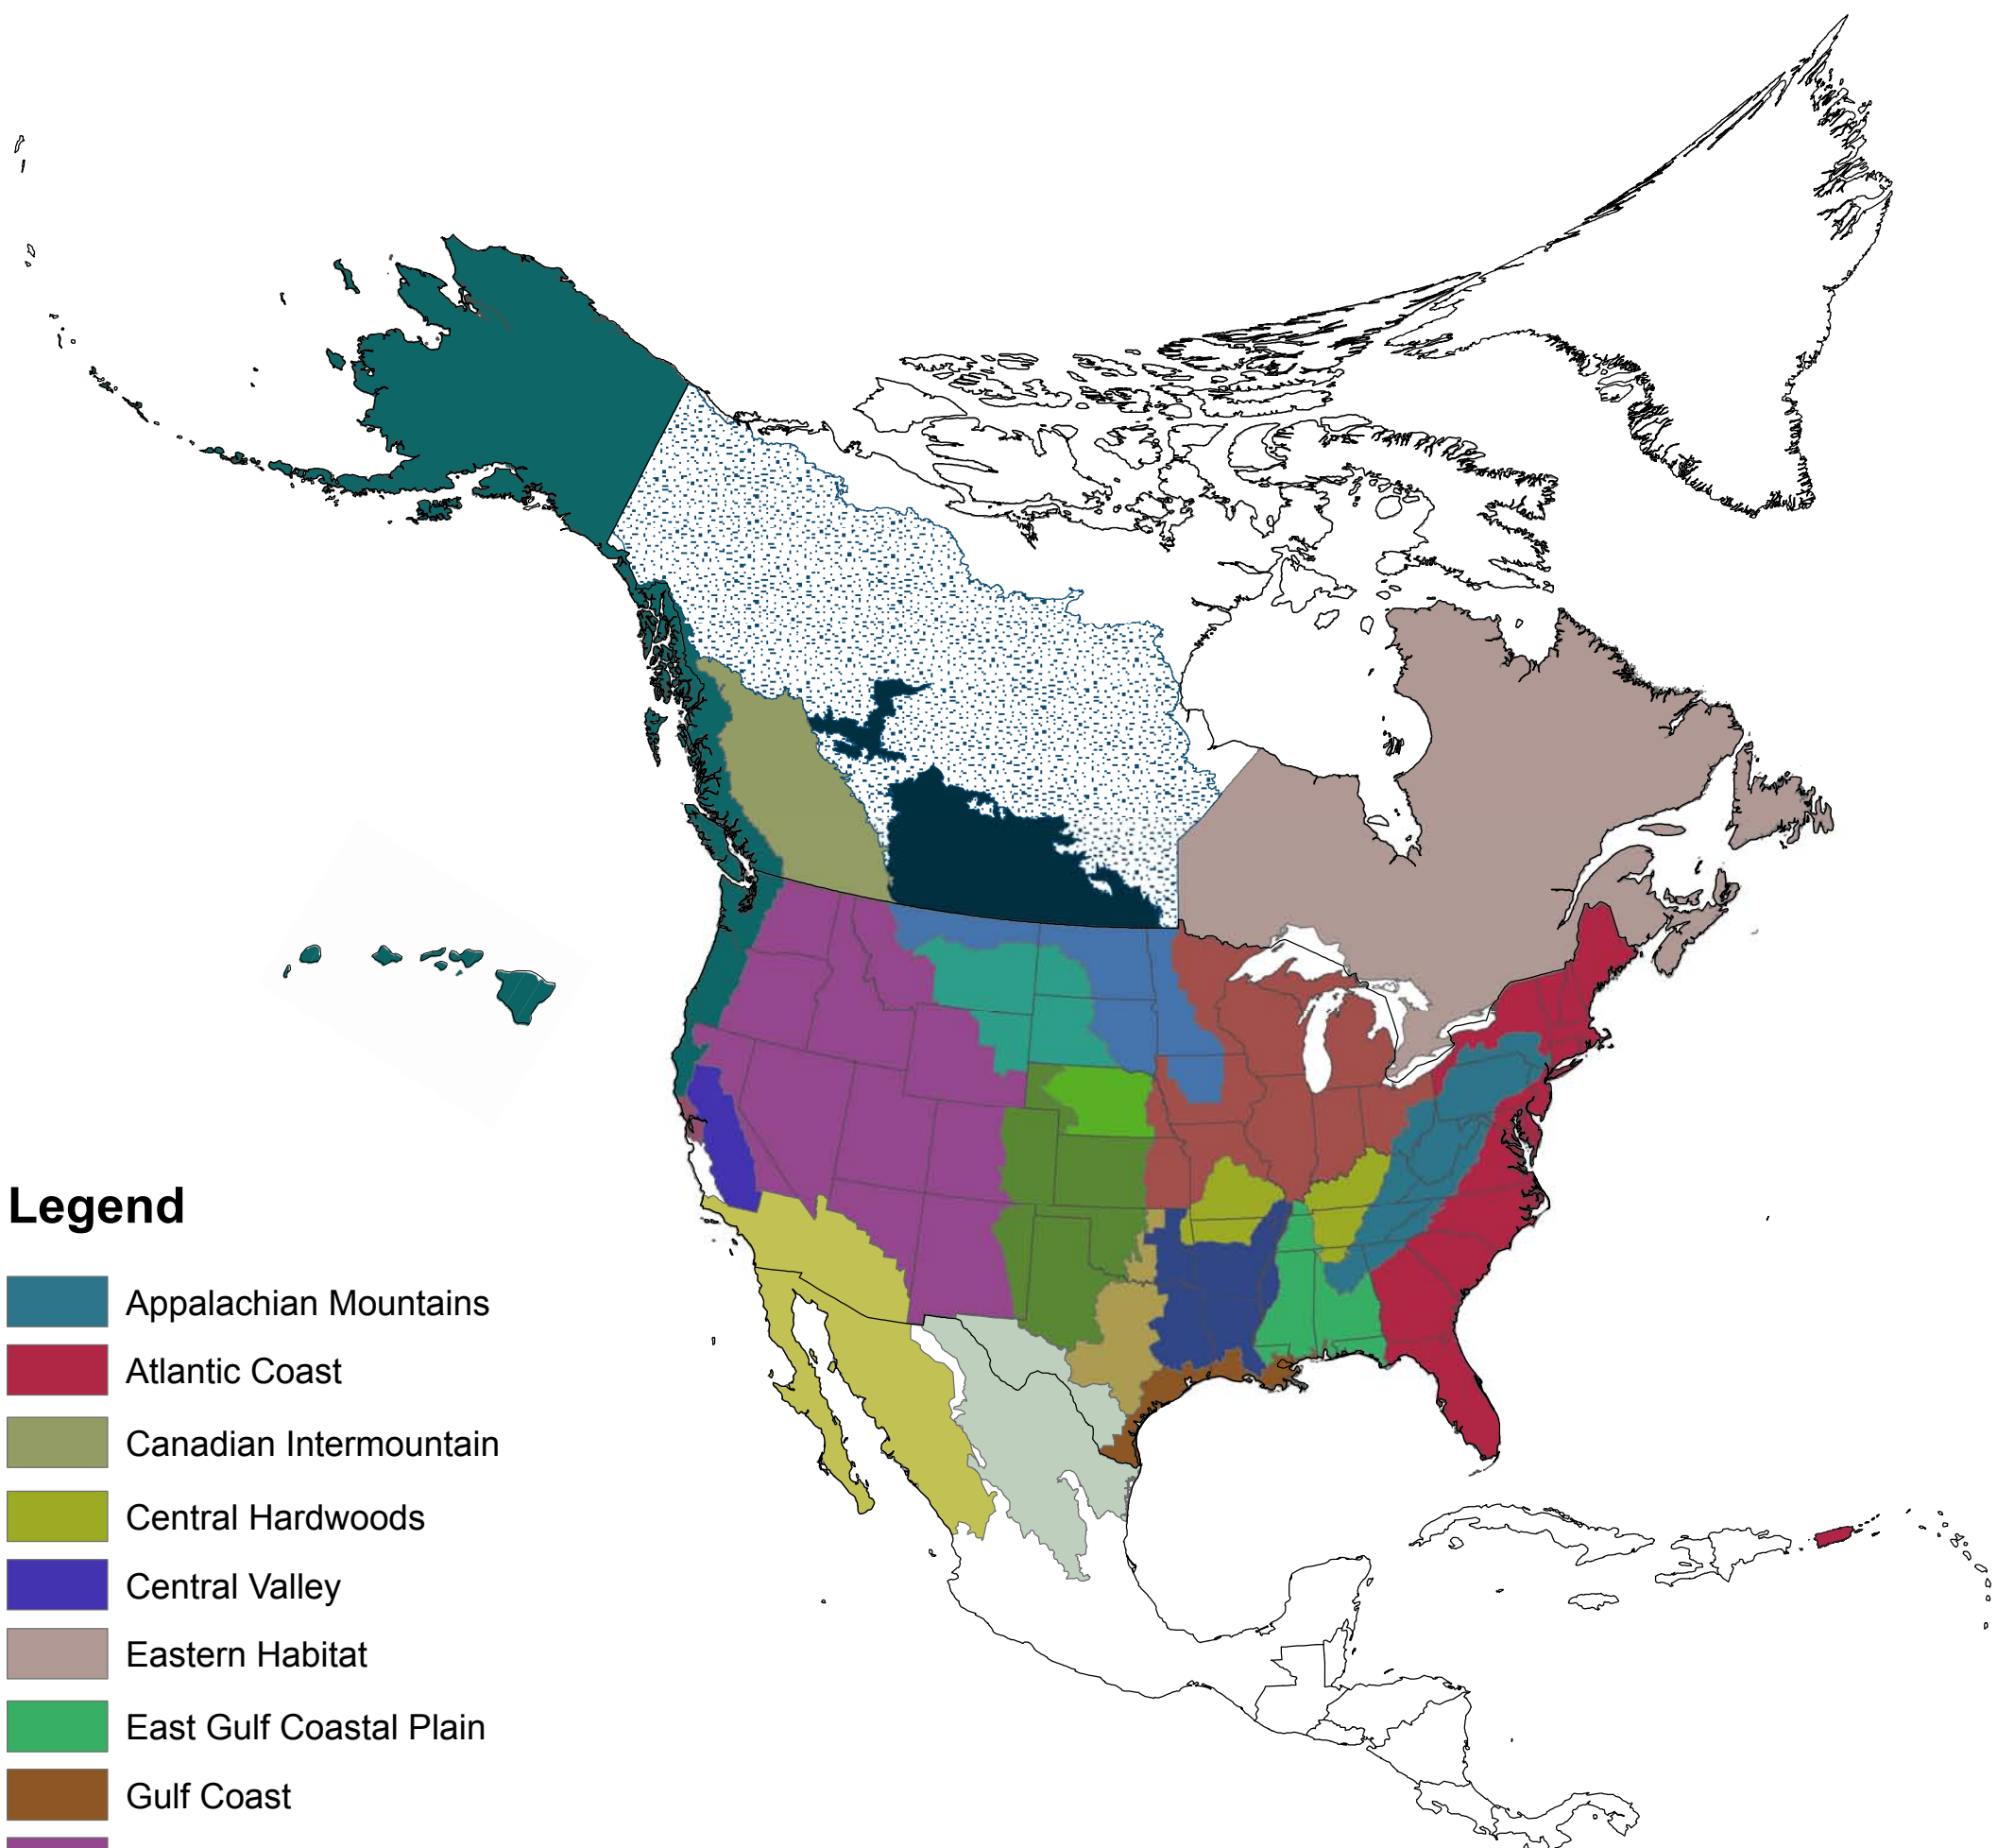 Legend
Appalachian Mountains
Atlantic Coast
Canadian Intermountain
Central Hardwoods
Central Valley
Eastern Habitat
East Gulf Coastal Plain
Gulf Coast